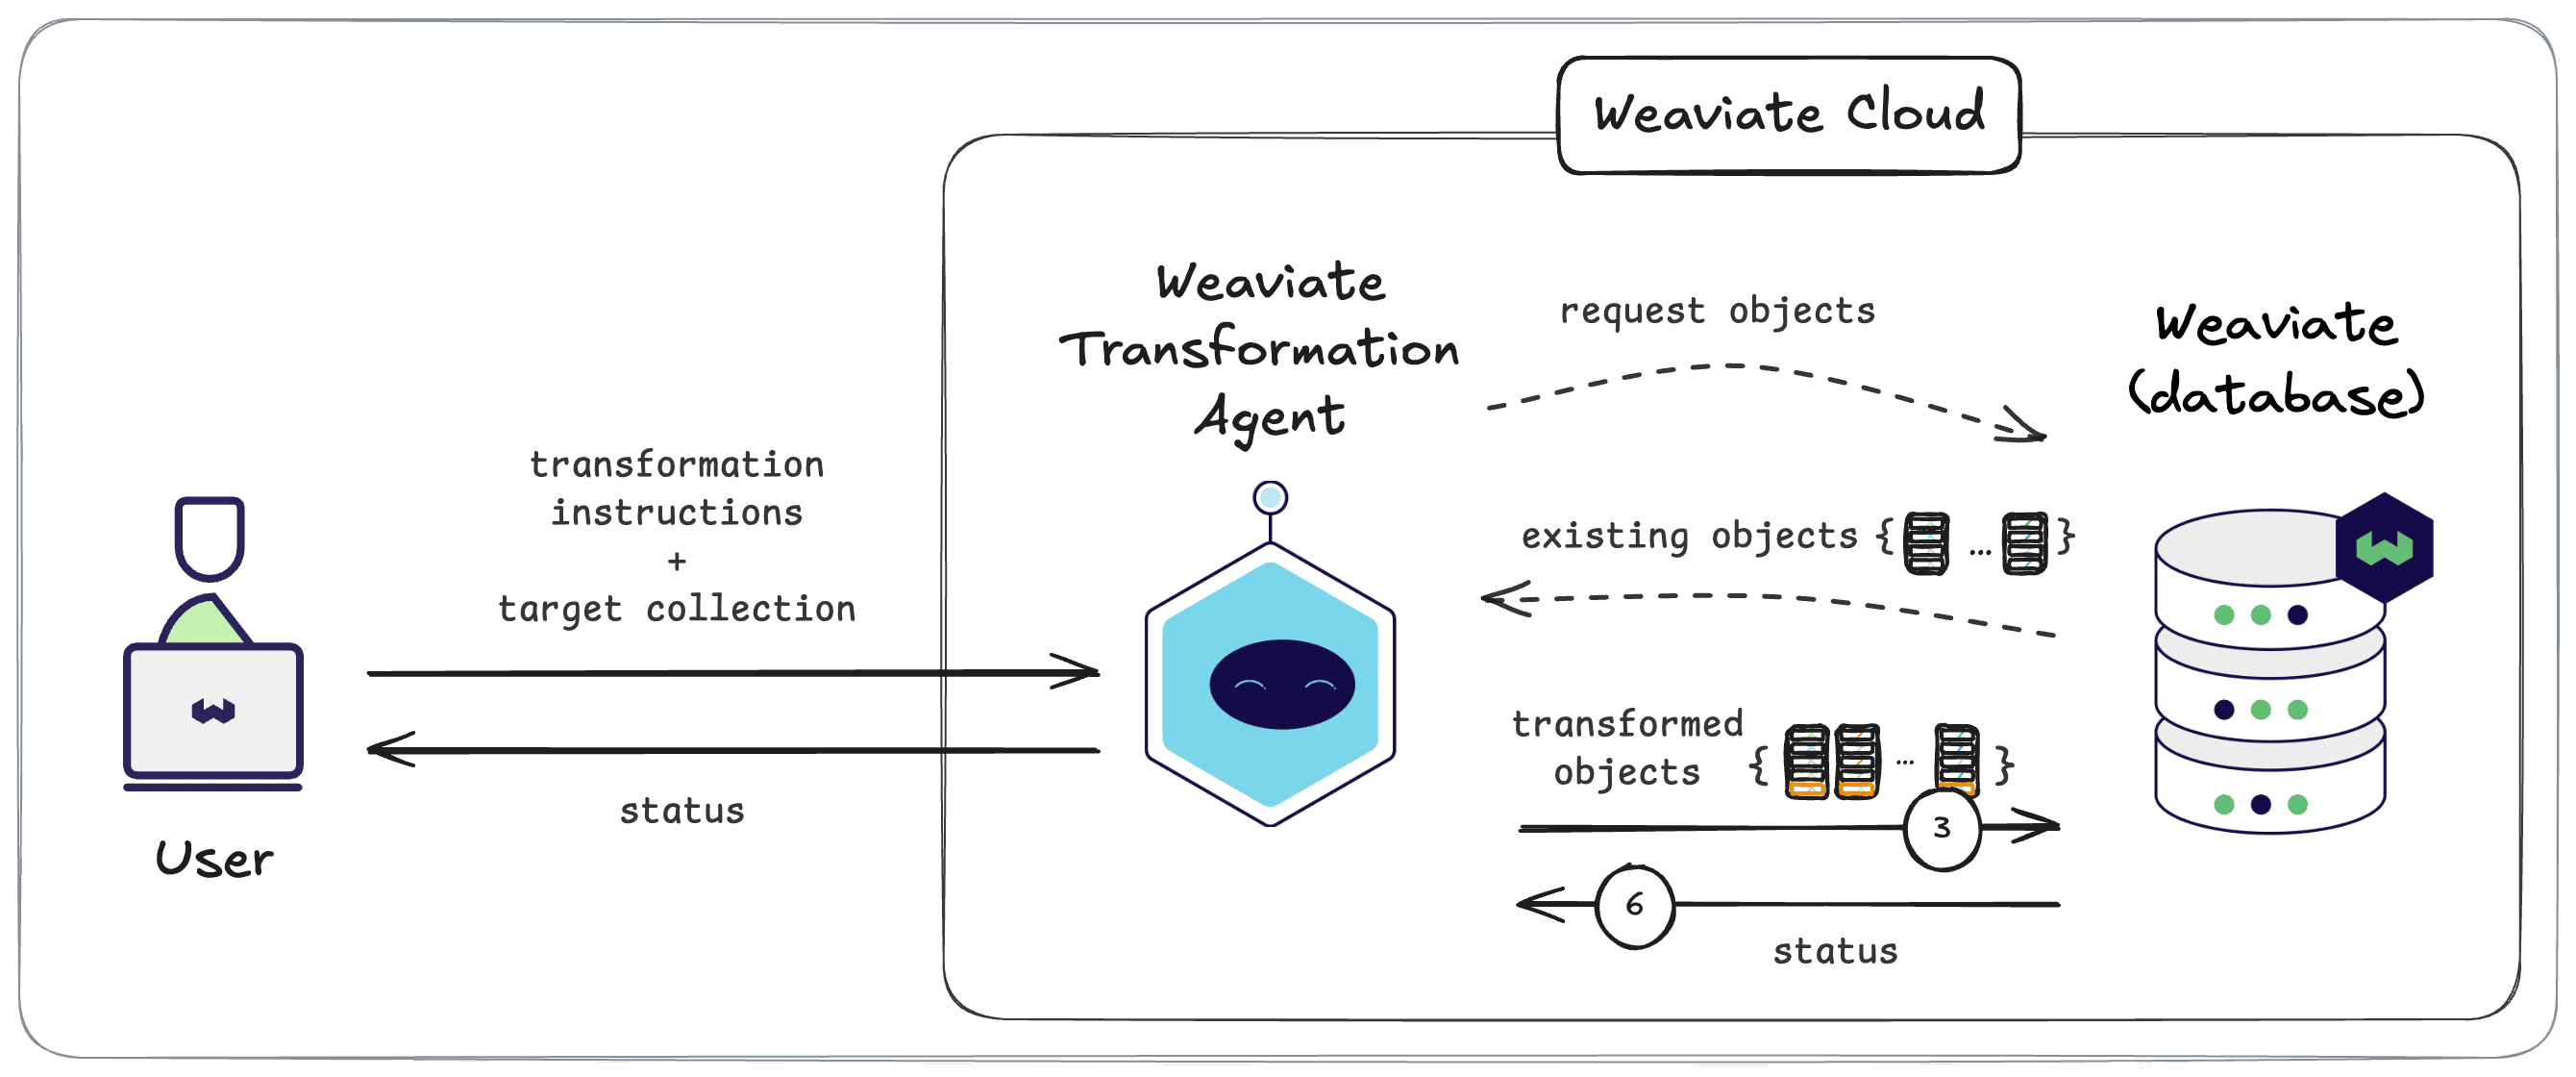 Weaviate Cloud
Weaviate
Transformation
Agent
request objects
Weaviate
(database)
transformation
instructions
+
target collection
existing objects { ... }
transformed
objects { ... }
3
status
User
6
status